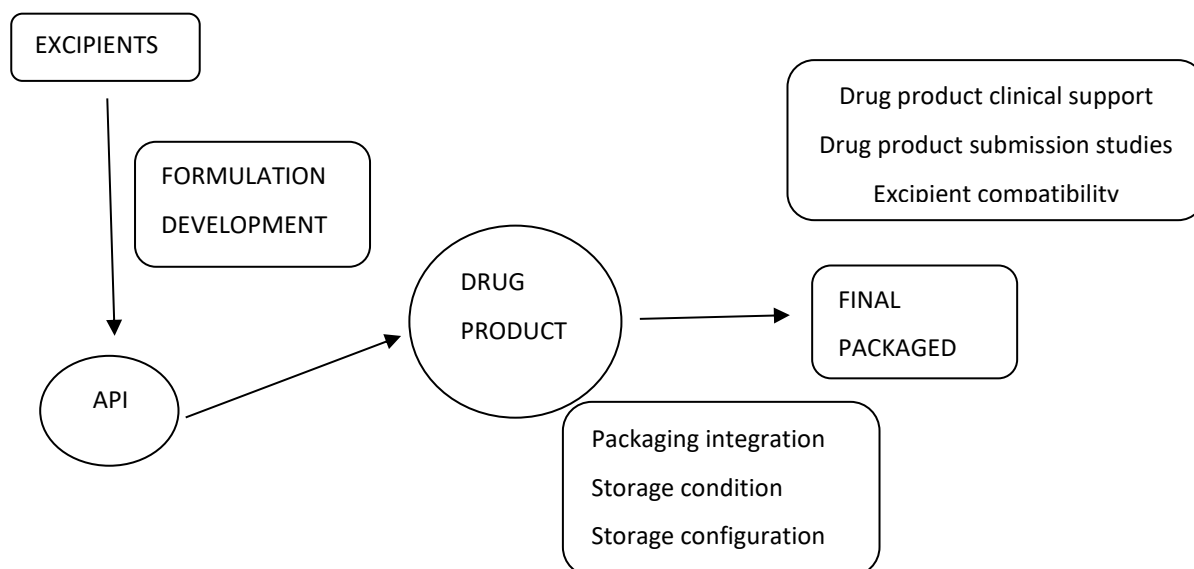 EXCIPIENTS
Drug product clinical support
Drug product submission studies
Excipient compatibility
FORMULATION
DEVELOPMENT
DRUG
PRODUCT
FINAL
PACKAGED
API
Packaging integration
Storage condition
Storage configuration